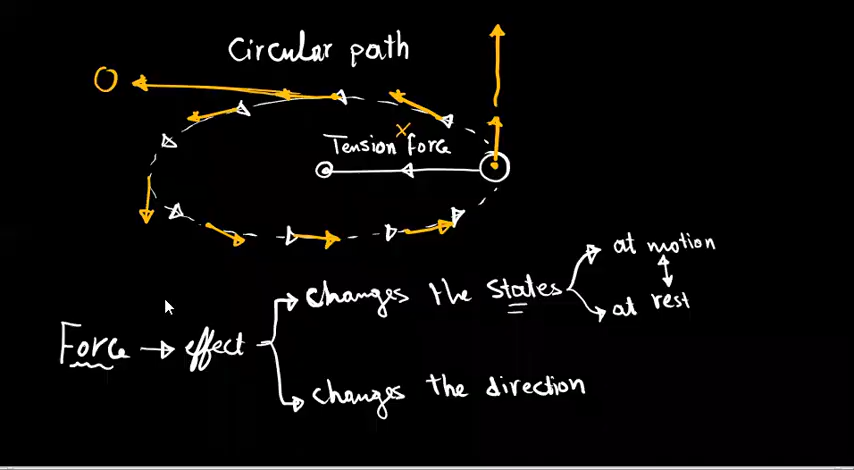 Circular path
x
Tension force
at motion
changes the states
at rest
Force → effect
changes the direction